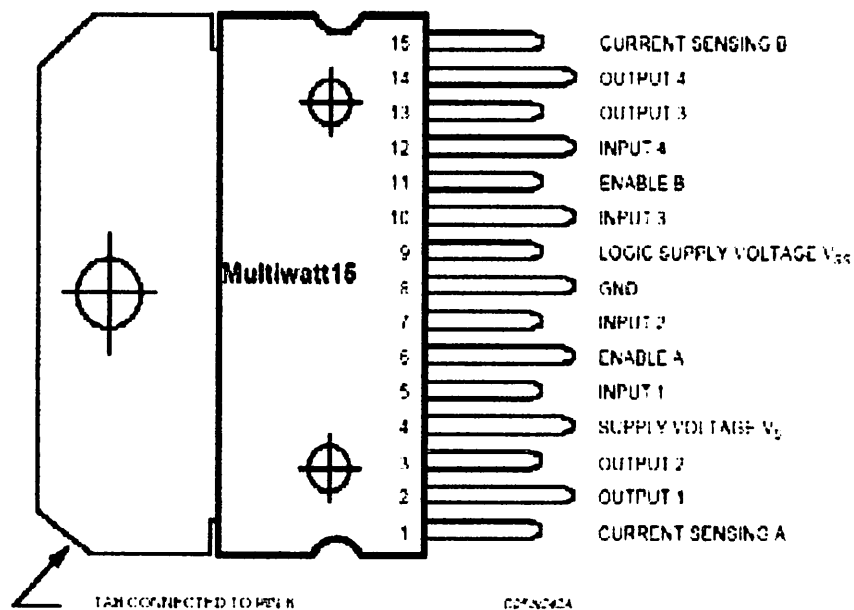 15 CURRENT SENSING B
14 OUTPUT 4
13 OUTPUT 3
12 INPUT 4
11 ENABLE B
10 INPUT 3
9 LOGIC SUPPLY VOLTAGE VSS
Multiwatt15
8 GND
7 INPUT 2
6 ENABLE A
5 INPUT 1
4 SUPPLY VOLTAGE VS
3 OUTPUT 2
2 OUTPUT 1
1 CURRENT SENSING A
TAB CONNECTED TO PIN 8